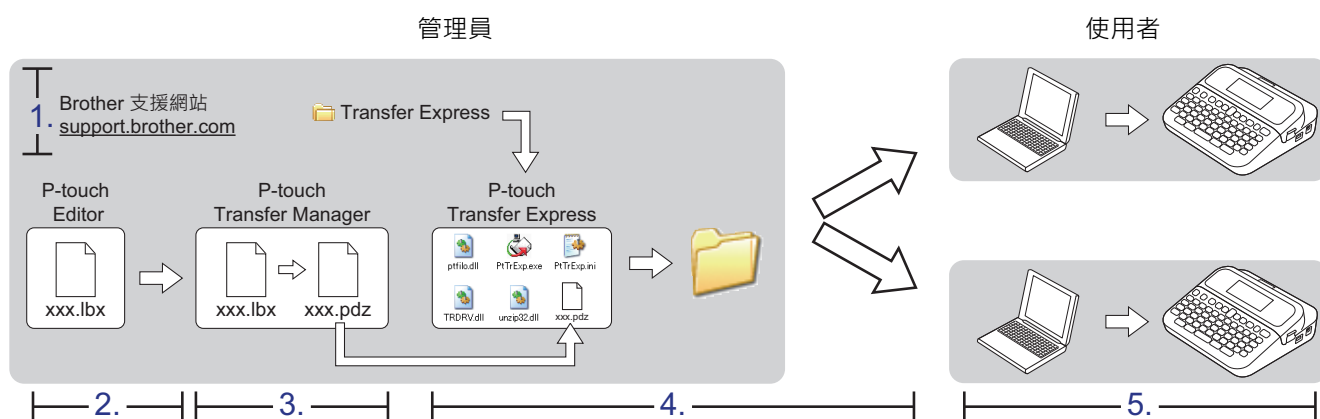 管理員
使用者
1.
Brother 支援網站
support.brother.com
Transfer Express
P-touch
Editor
xxx.lbx
P-touch
Transfer Manager
xxx.lbx
xxx.pdz
P-touch
Transfer Express
ptfilo.dll
PtTrExp.exe
PtTrExp.ini
TRDRV.dll
unzip32.dll
xxx.pdz
2.
3.
4.
5.